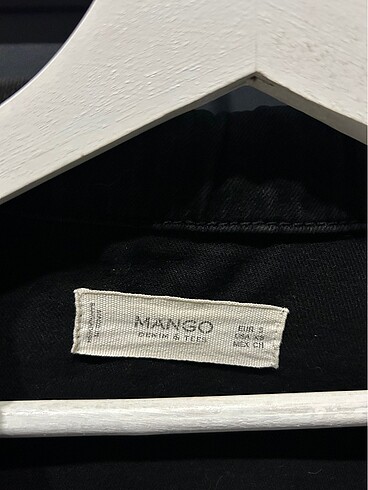 MANGO
DENIM & TEES
EUR S
USA XS
MEX CH